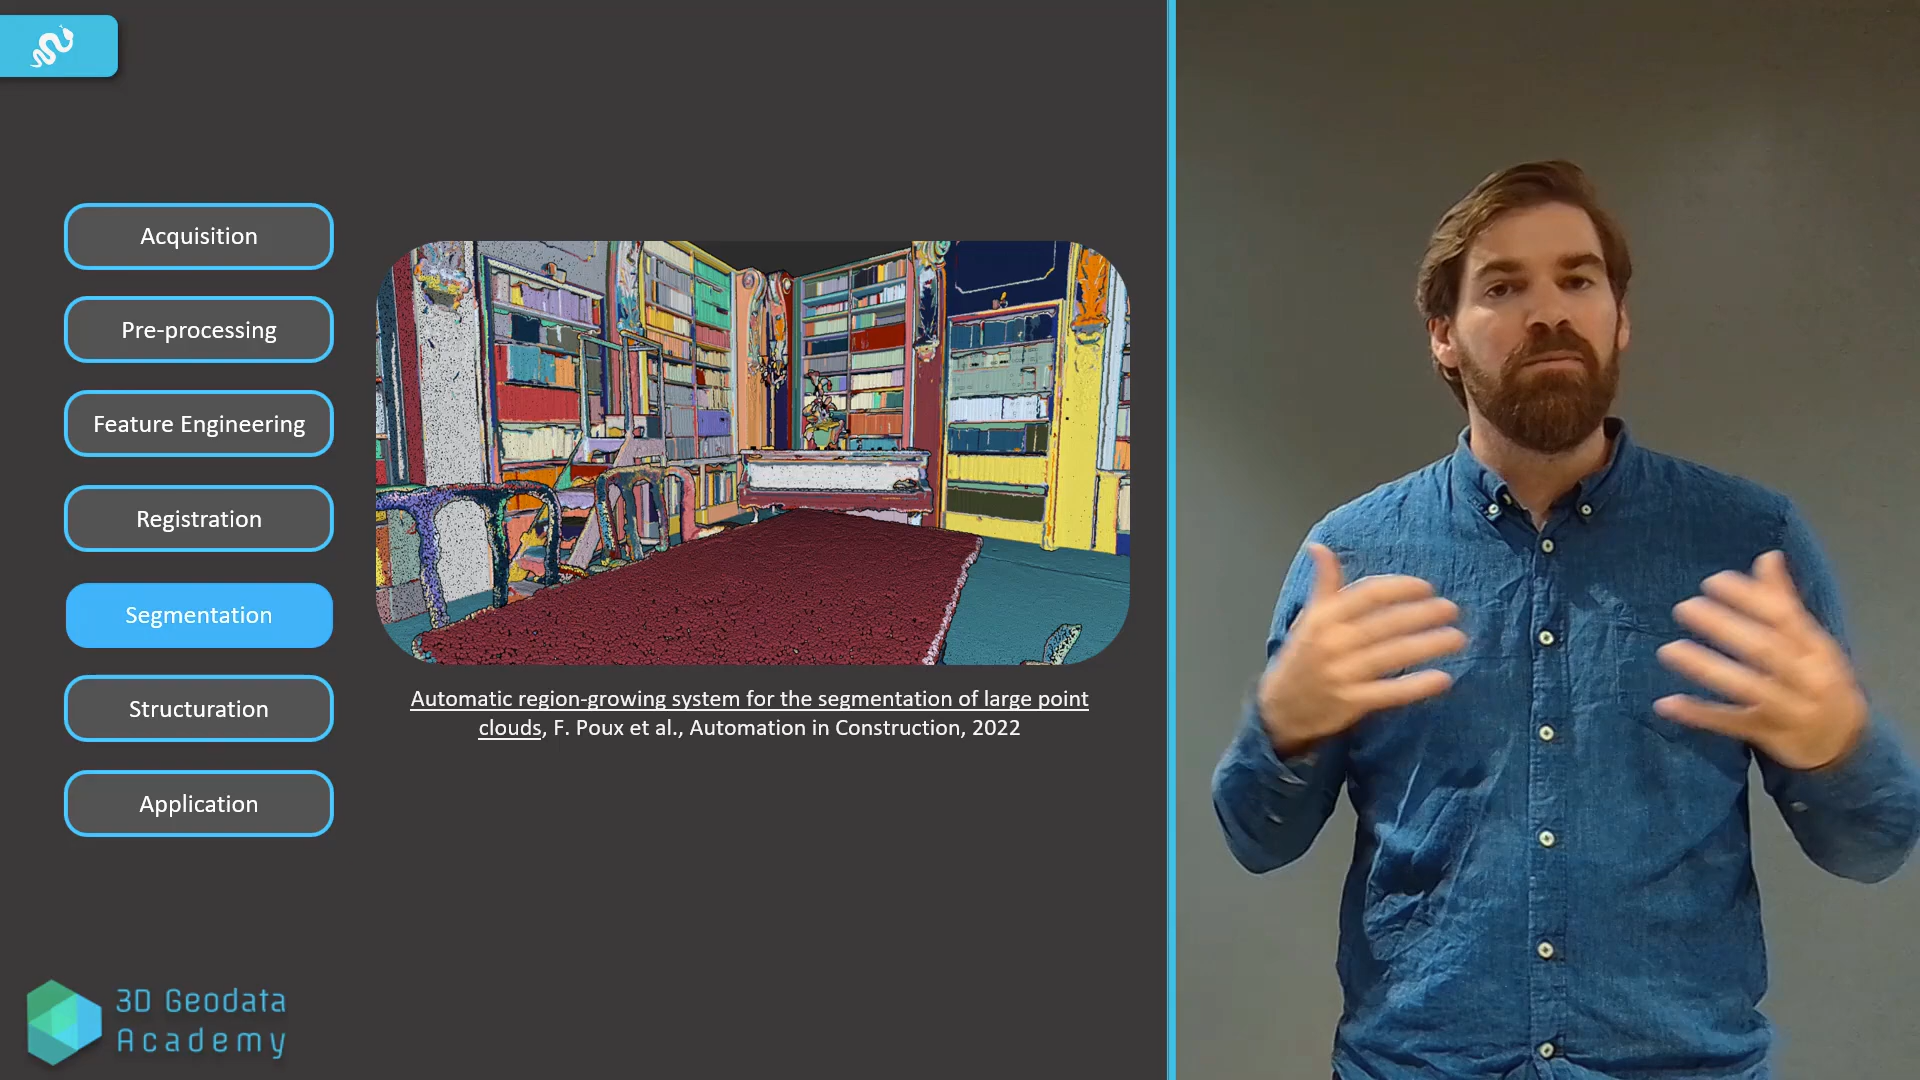 Acquisition
Pre-processing
Feature Engineering
Registration
Segmentation
Structuration
Application
Automatic region-growing system for the segmentation of large point
clouds, F. Poux et al., Automation in Construction, 2022
3D Geodata
Academy